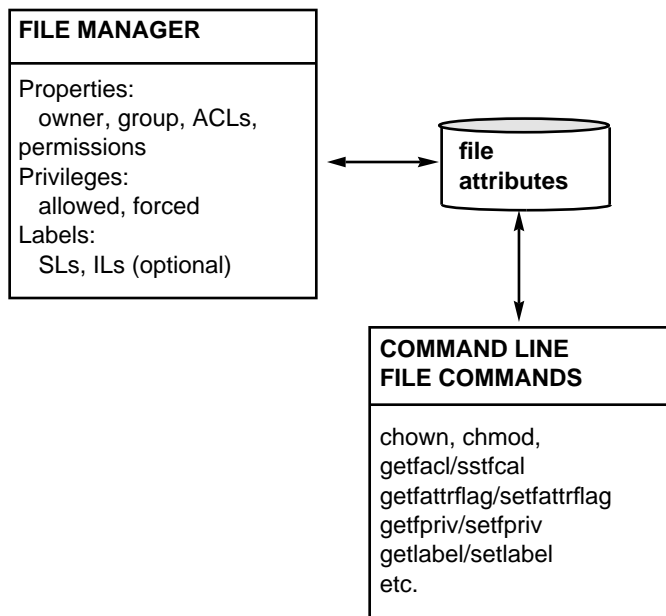 FILE MANAGER
Properties:
owner, group, ACLs,
permissions
Privileges:
allowed, forced
Labels:
SLs, ILs (optional)
file
attributes
COMMAND LINE
FILE COMMANDS
chown, chmod,
getfacl/sstfcal
getfattrflag/setfattrflag
getfpriv/setfpriv
getlabel/setlabel
etc.